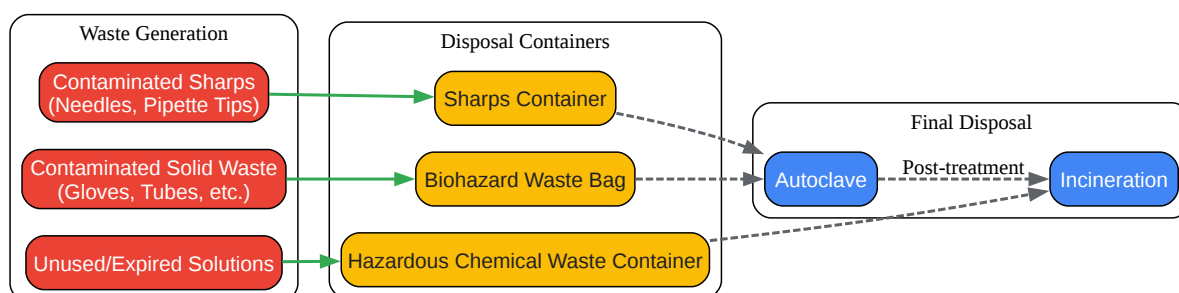 Waste Generation
Contaminated Sharps
(Needles, Pipette Tips)
Contaminated Solid Waste
(Gloves, Tubes, etc.)
Unused/Expired Solutions
Disposal Containers
Sharps Container
Biohazard Waste Bag
Hazardous Chemical Waste Container
Final Disposal
Autoclave
Post-treatment
Incineration